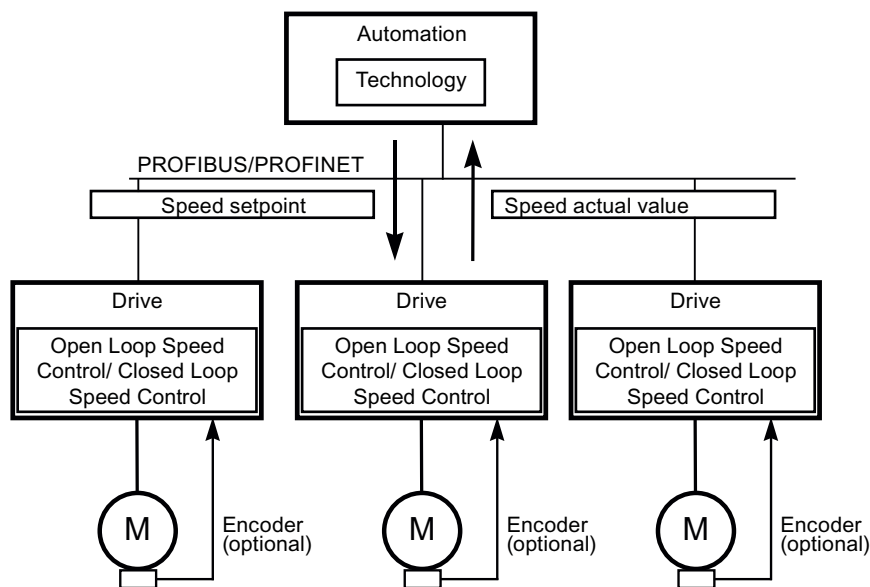 Automation
Technology
PROFIBUS/PROFINET
Speed setpoint
Speed actual value
Drive
Open Loop Speed
Control/ Closed Loop
Speed Control
Drive
Open Loop Speed
Control/ Closed Loop
Speed Control
Drive
Open Loop Speed
Control/ Closed Loop
Speed Control
M
Encoder
(optional)
M
Encoder
(optional)
M
Encoder
(optional)